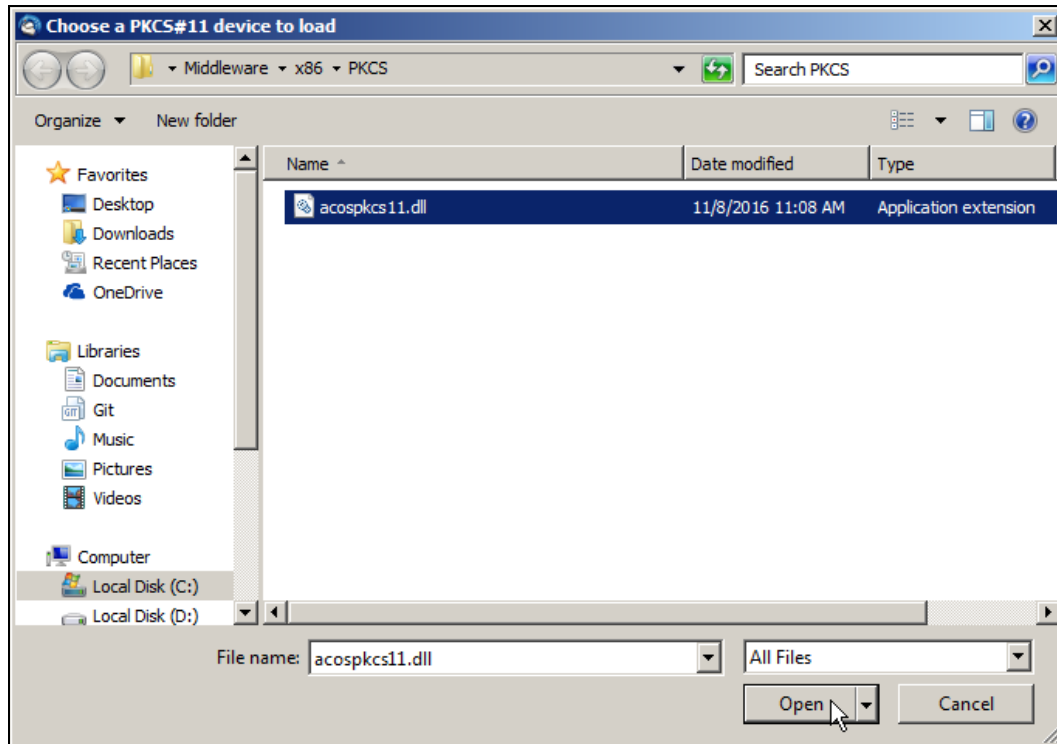 Choose a PKCS#11 device to load
Middleware x86 PKCS Search PKCS
Organize New folder
Name Date modified Type
acospkcs11.dll 11/8/2016 11:08 AM Application extension
Favorites
Desktop
Downloads
Recent Places
OneDrive
Libraries
Documents
Git
Music
Pictures
Videos
Computer
Local Disk (C:)
Local Disk (D:)
File name: acospkcs11.dll All Files
Open Cancel